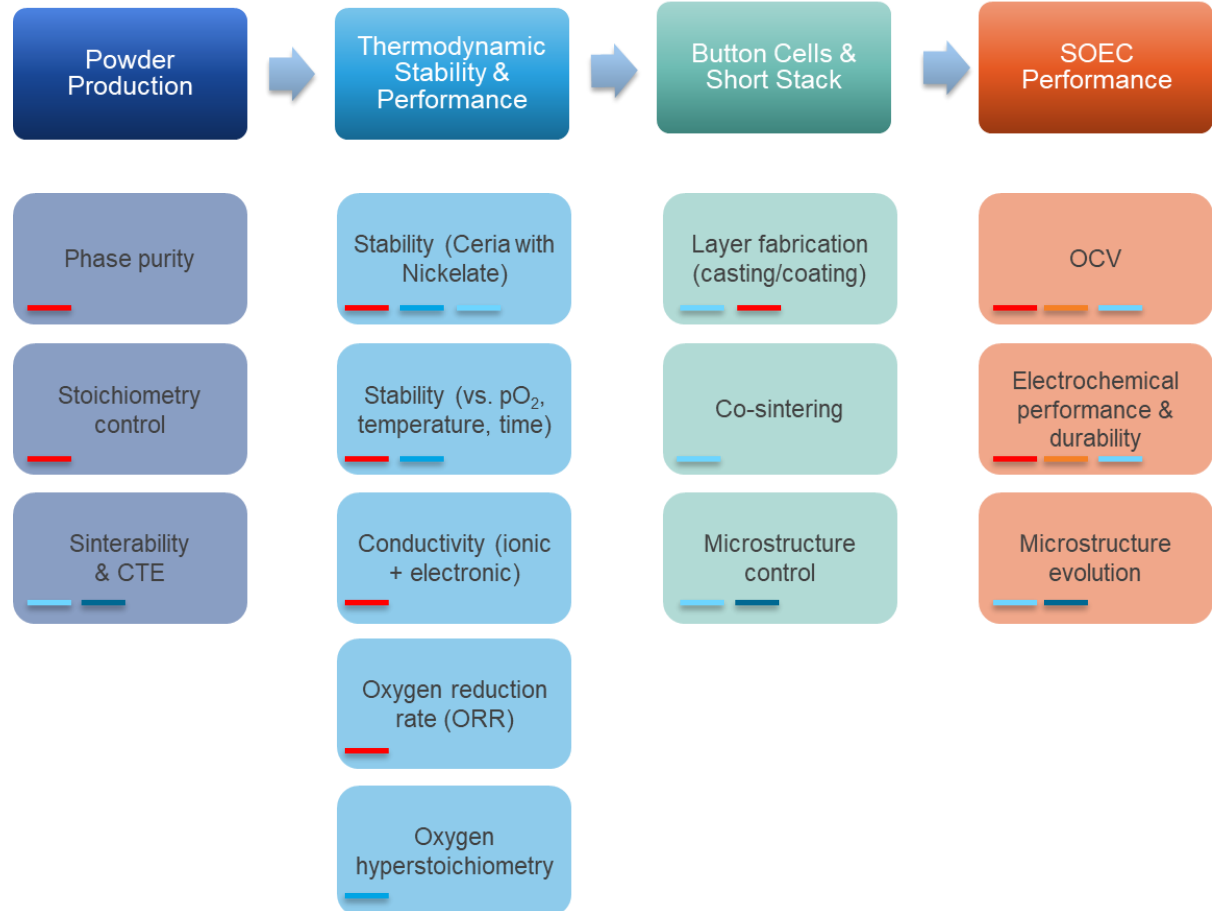 Powder
Production
Thermodynamic
Stability &
Performance
Button Cells &
Short Stack
SOEC
Performance
Phase purity
Stoichiometry
control
Sinterability
& CTE
Stability (Ceria with
Nickelate)
Stability (vs. pO₂,
temperature, time)
Conductivity (ionic
+ electronic)
Oxygen reduction
rate (ORR)
Oxygen
hyperstoichiometry
Layer fabrication
(casting/coating)
Co-sintering
Microstructure
control
OCV
Electrochemical
performance &
durability
Microstructure
evolution